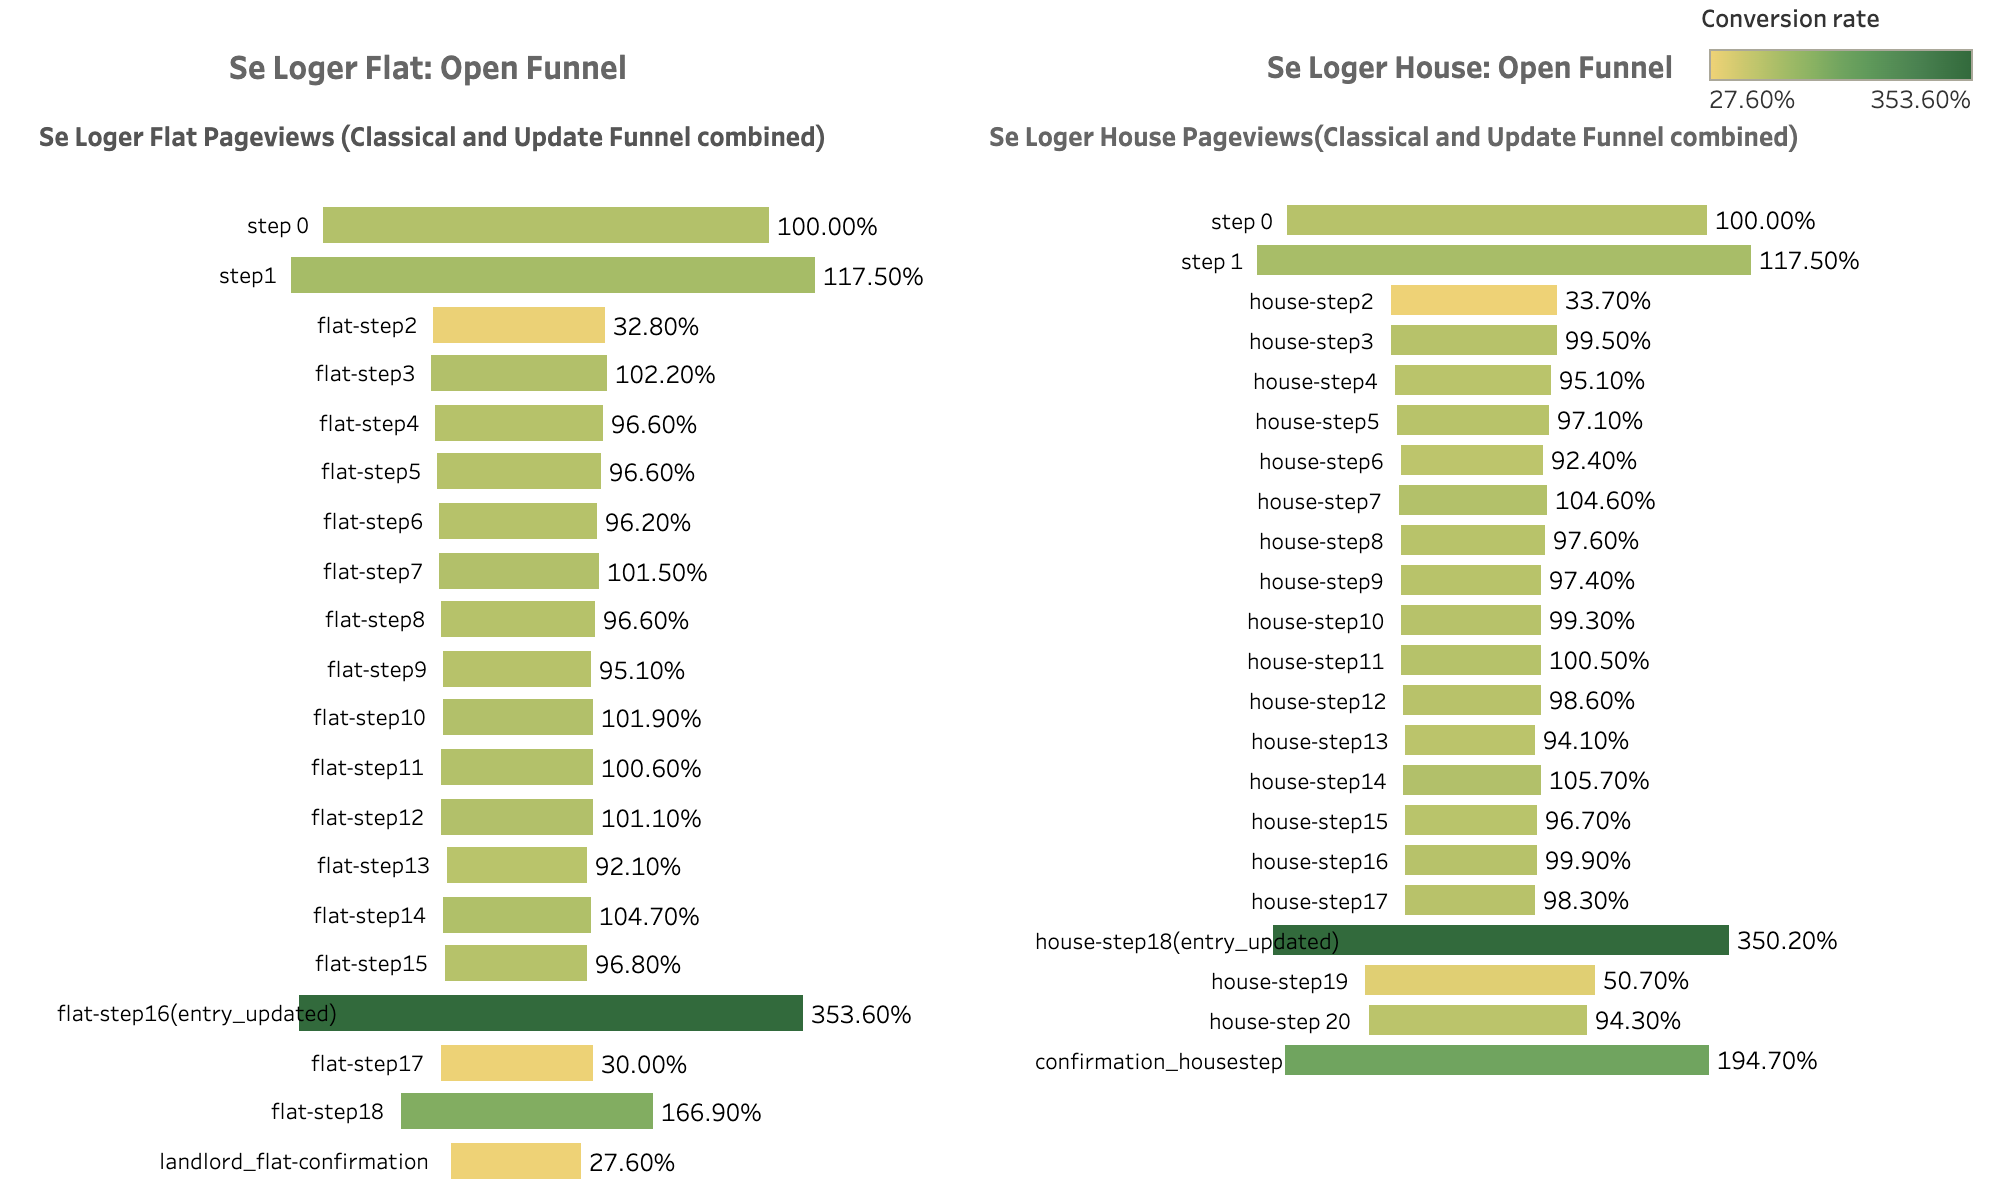 Conversion rate
27.60% 353.60%
Se Loger Flat: Open Funnel
Se Loger Flat Pageviews (Classical and Update Funnel combined)
step 0 100.00%
step1 117.50%
flat-step2 32.80%
flat-step3 102.20%
flat-step4 96.60%
flat-step5 96.60%
flat-step6 96.20%
flat-step7 101.50%
flat-step8 96.60%
flat-step9 95.10%
flat-step10 101.90%
flat-step11 100.60%
flat-step12 101.10%
flat-step13 92.10%
flat-step14 104.70%
flat-step15 96.80%
flat-step16(entry_updated) 353.60%
flat-step17 30.00%
flat-step18 166.90%
landlord_flat-confirmation 27.60%
Se Loger House: Open Funnel
Se Loger House Pageviews(Classical and Update Funnel combined)
step 0 100.00%
step 1 117.50%
house-step2 33.70%
house-step3 99.50%
house-step4 95.10%
house-step5 97.10%
house-step6 92.40%
house-step7 104.60%
house-step8 97.60%
house-step9 97.40%
house-step10 99.30%
house-step11 100.50%
house-step12 98.60%
house-step13 94.10%
house-step14 105.70%
house-step15 96.70%
house-step16 99.90%
house-step17 98.30%
house-step18(entry_updated) 350.20%
house-step19 50.70%
house-step 20 94.30%
confirmation_housestep 194.70%